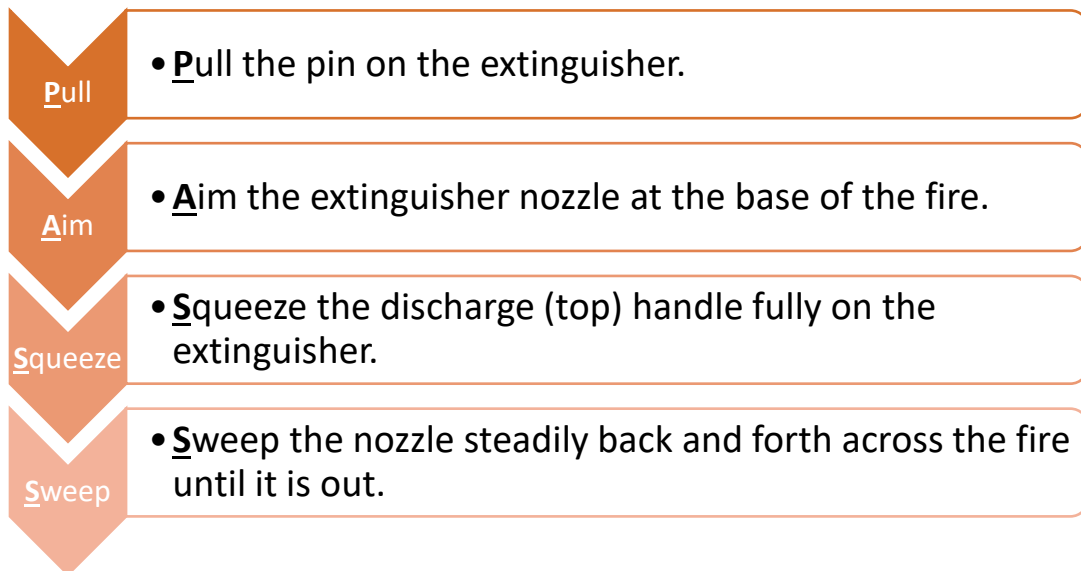 Pull
• Pull the pin on the extinguisher.
Aim
• Aim the extinguisher nozzle at the base of the fire.
Squeeze
• Squeeze the discharge (top) handle fully on the
extinguisher.
Sweep
• Sweep the nozzle steadily back and forth across the fire
until it is out.